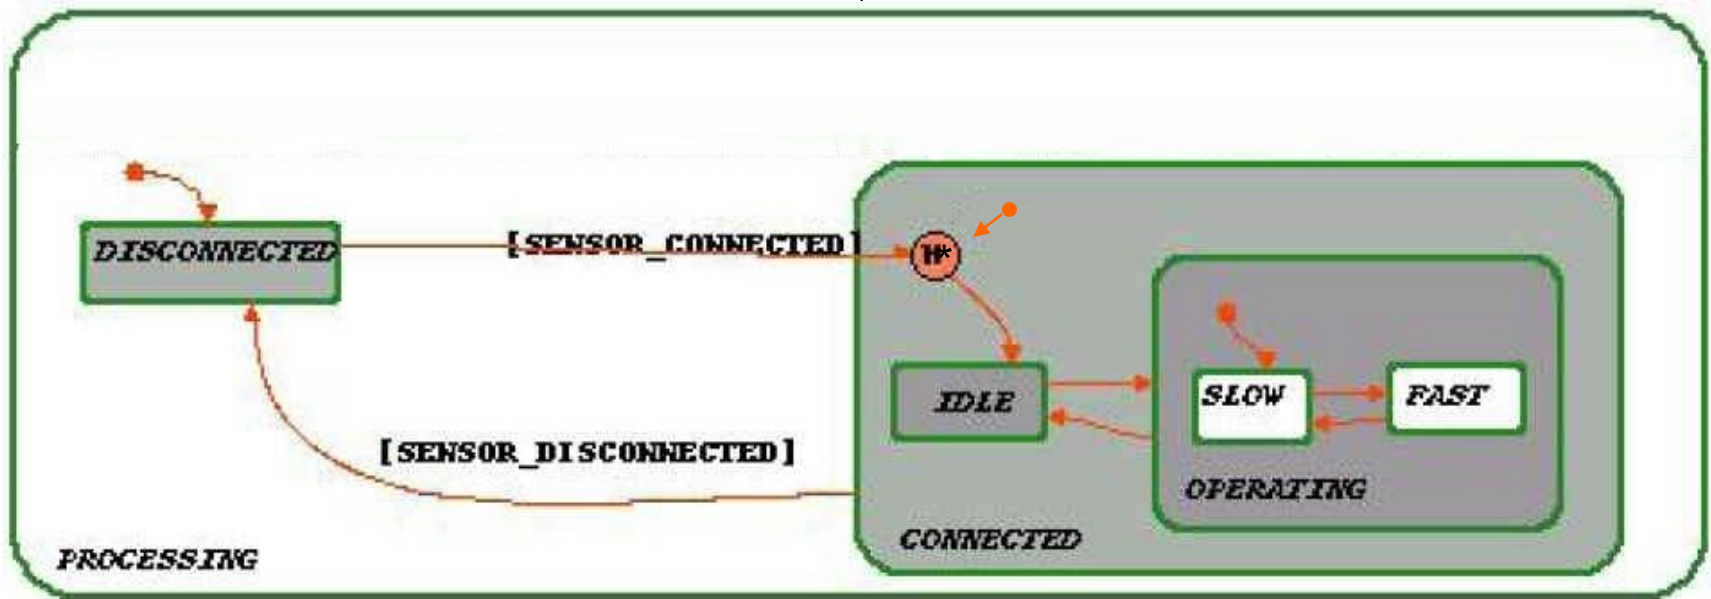 DISCONNECTED
[SENSOR_CONNECTED]
H*
IDLE
SLOW
FAST
[SENSOR_DISCONNECTED]
OPERATING
CONNECTED
PROCESSING